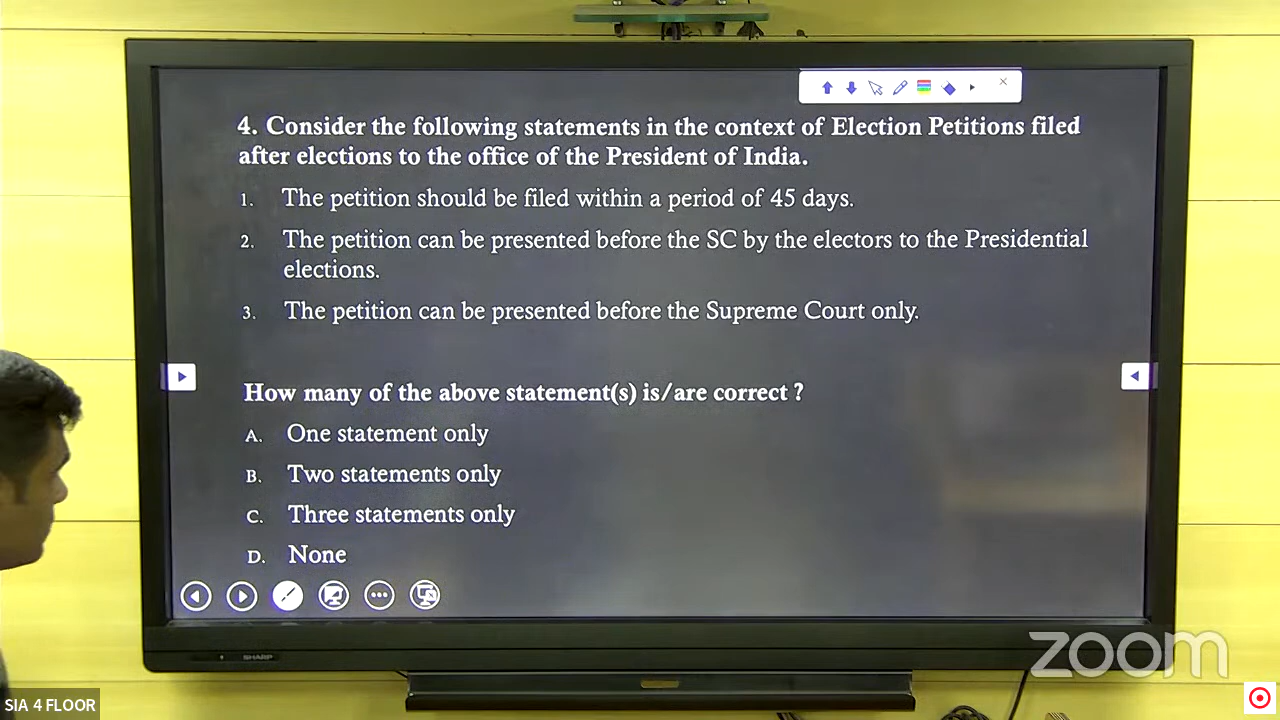 4. Consider the following statements in the context of Election Petitions filed
after elections to the office of the President of India.
1. The petition should be filed within a period of 45 days.
2. The petition can be presented before the SC by the electors to the Presidential
elections.
3. The petition can be presented before the Supreme Court only.
How many of the above statement(s) is/are correct ?
A. One statement only
B. Two statements only
C. Three statements only
D. None
SHARP
zoom
SIA 4 FLOOR